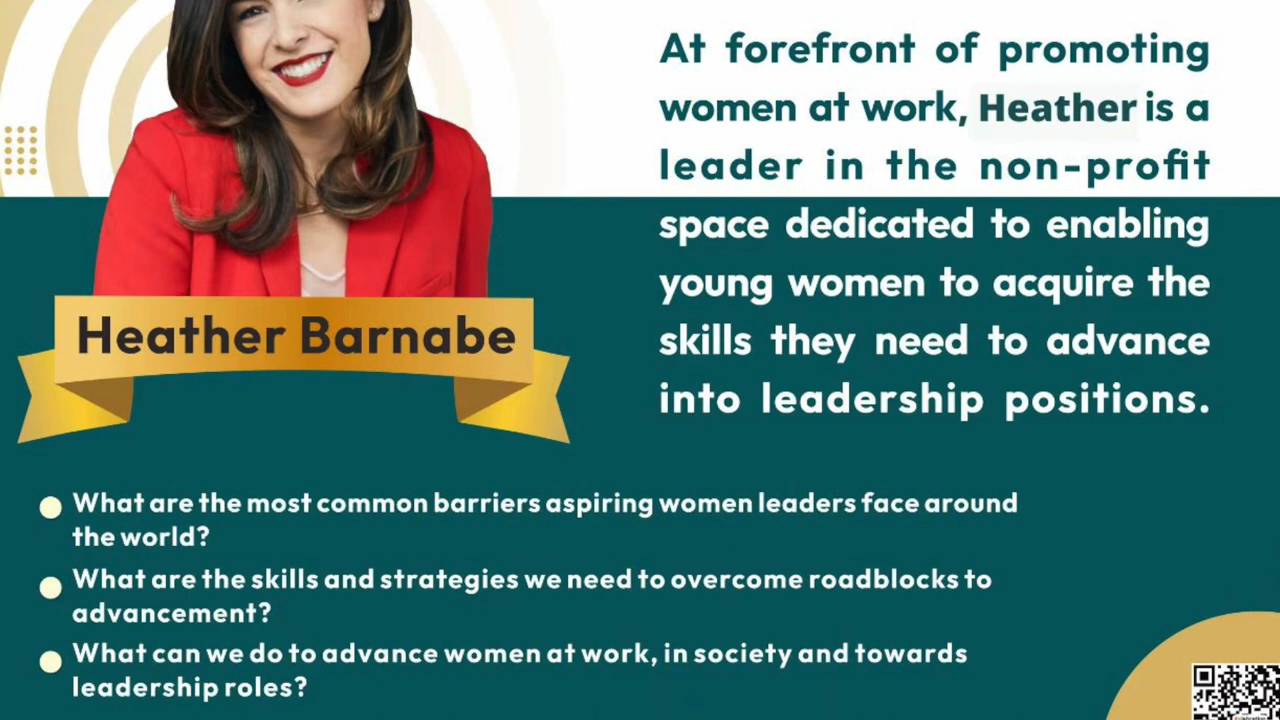 At forefront of promoting
women at work, Heather is a
leader in the non-profit
space dedicated to enabling
young women to acquire the
skills they need to advance
into leadership positions.
Heather Barnabe
What are the most common barriers aspiring women leaders face around
the world?
What are the skills and strategies we need to overcome roadblocks to
advancement?
What can we do to advance women at work, in society and towards
leadership roles?